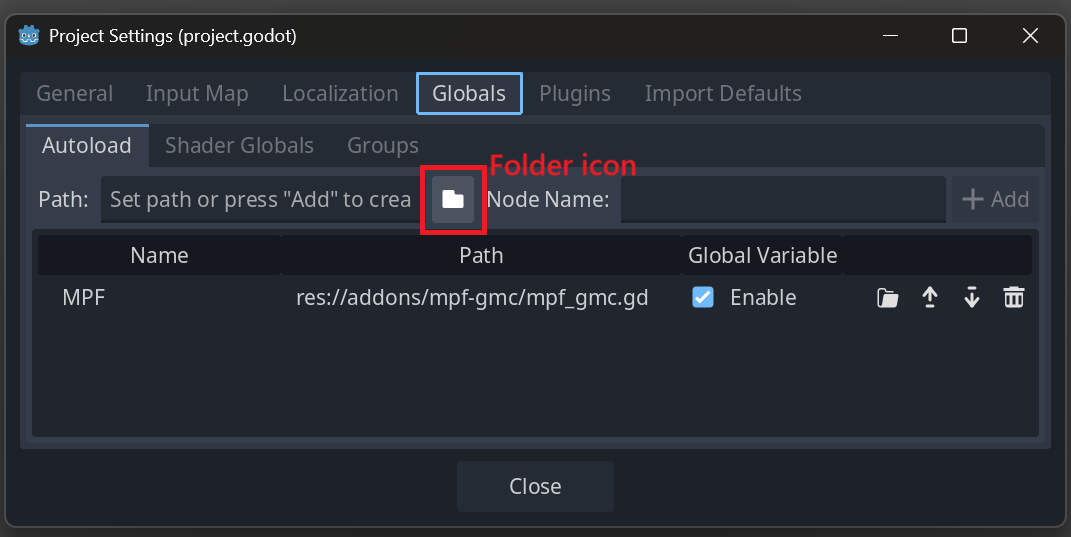 Project Settings (project.godot)
General Input Map Localization Globals Plugins Import Defaults
Autoload Shader Globals Groups
Folder icon
Path: Set path or press "Add" to crea Node Name: Add
Name Path Global Variable
MPF res://addons/mpf-gmc/mpf_gmc.gd Enable
Close